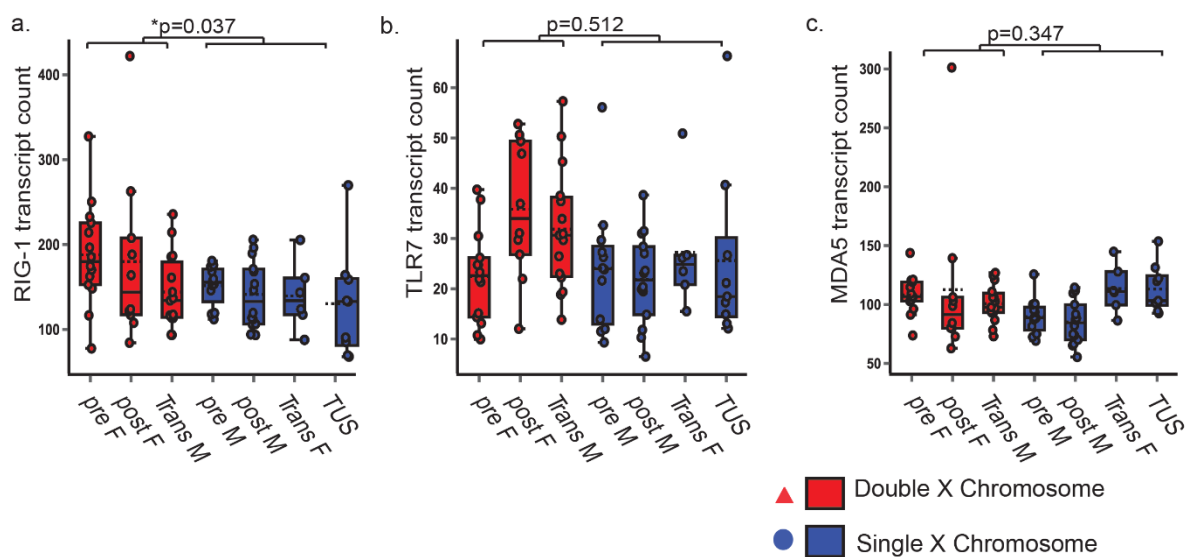 a.
*p=0.037
RIG-1 transcript count
400
300
200
100
pre F
post F
Trans M
pre M
post M
Trans F
TUS
b.
p=0.512
TLR7 transcript count
60
50
40
30
20
10
pre F
post F
Trans M
pre M
post M
Trans F
TUS
c.
p=0.347
MDA5 transcript count
300
250
200
150
100
50
pre F
post F
Trans M
pre M
post M
Trans F
TUS
Double X Chromosome
Single X Chromosome